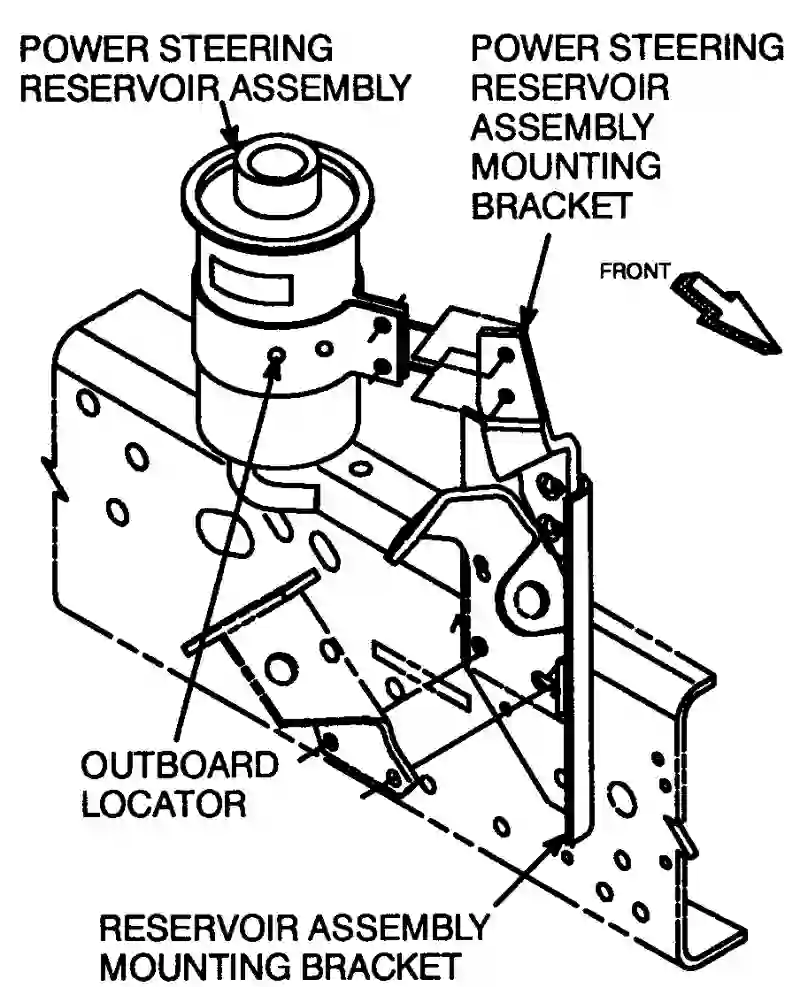 POWER STEERING
RESERVOIR ASSEMBLY
POWER STEERING
RESERVOIR
ASSEMBLY
MOUNTING
BRACKET
FRONT
OUTBOARD
LOCATOR
RESERVOIR ASSEMBLY
MOUNTING BRACKET